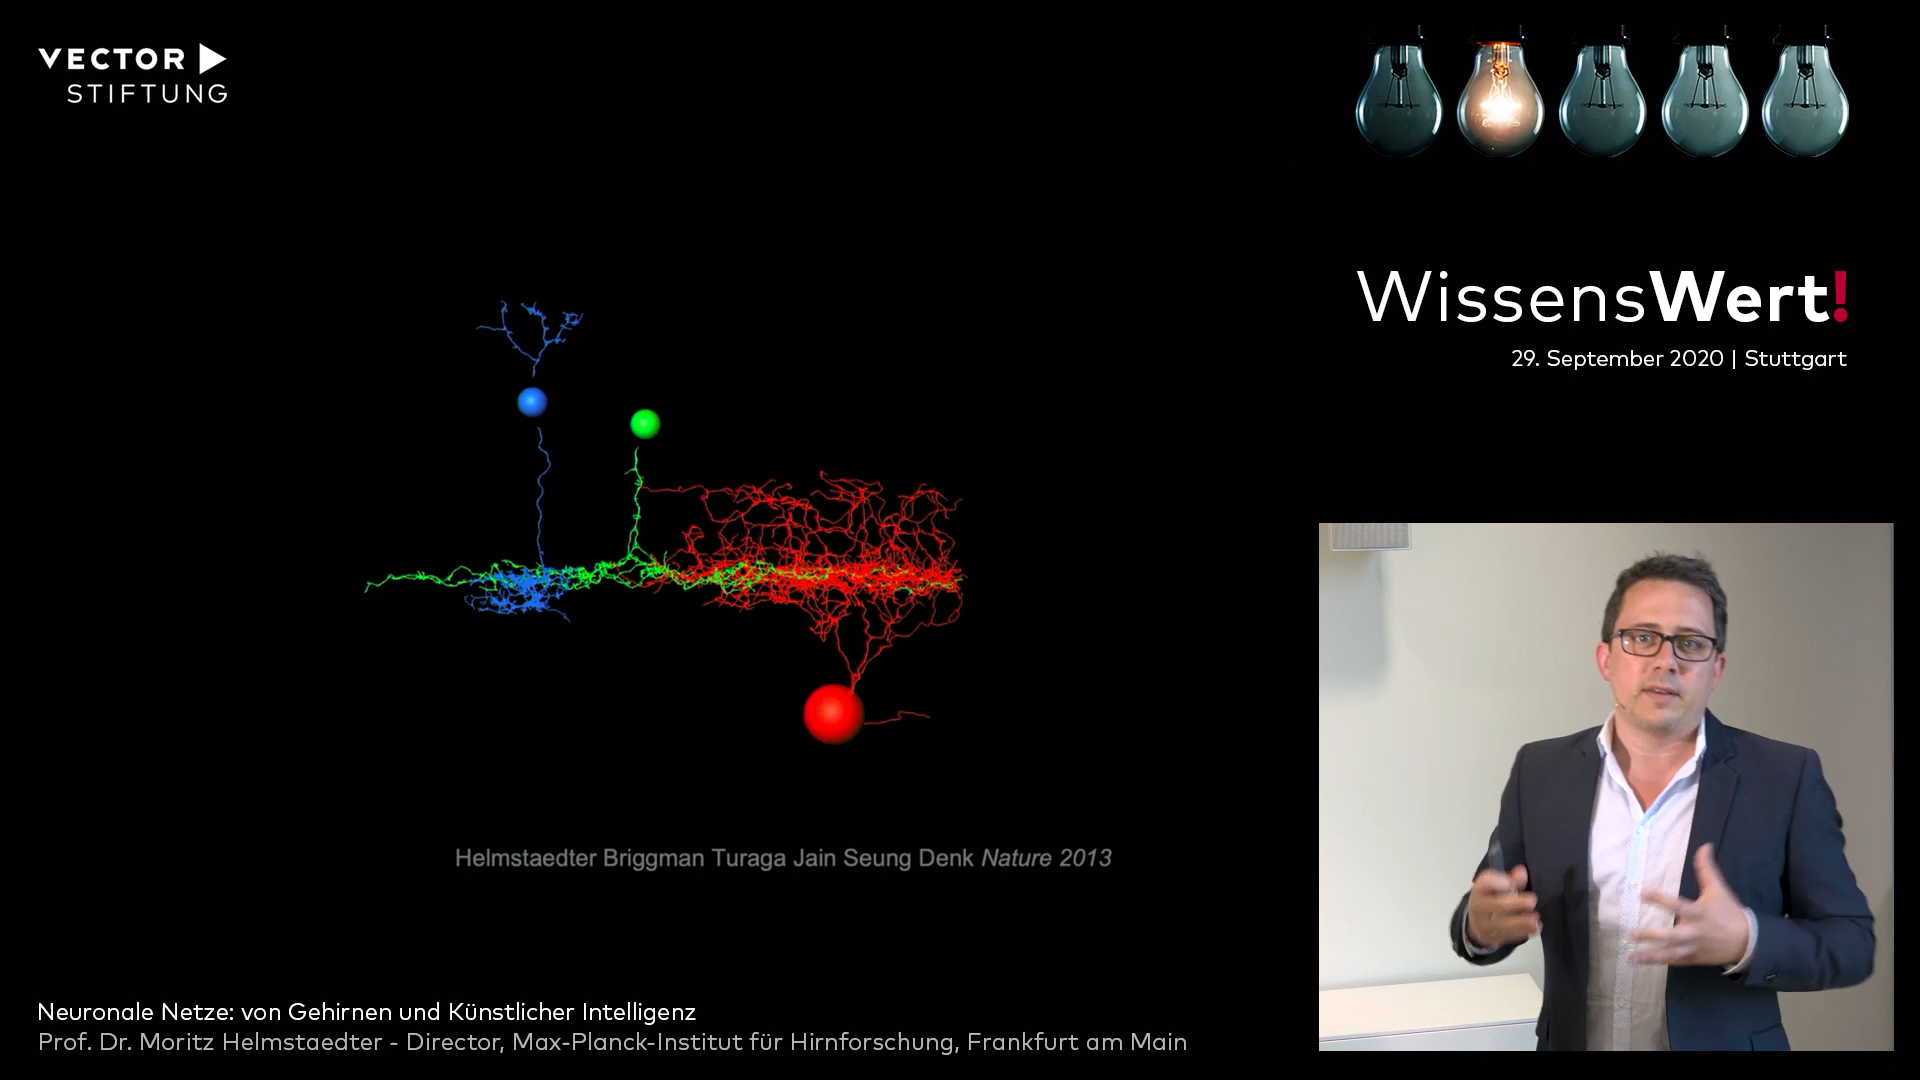 VECTOR
STIFTUNG
WissensWert!
29. September 2020 | Stuttgart
Helmstaedter Briggman Turaga Jain Seung Denk Nature 2013
Neuronale Netze: von Gehirnen und Künstlicher Intelligenz
Prof. Dr. Moritz Helmstaedter - Director, Max-Planck-Institut für Hirnforschung, Frankfurt am Main